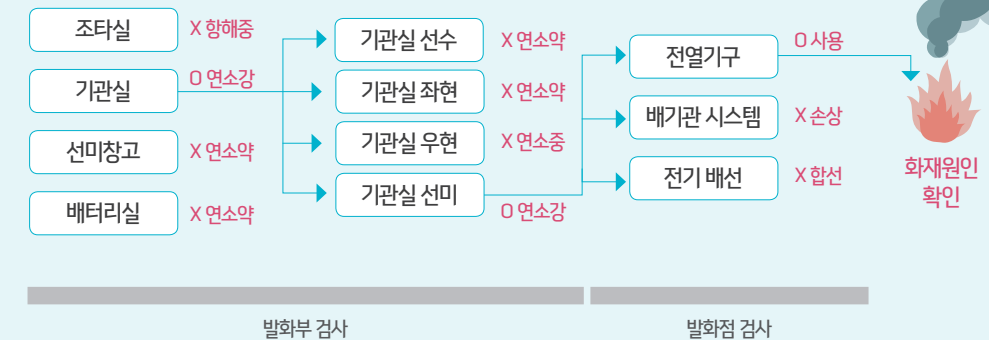 조타실 X 항해중
기관실 O 연소강
선미창고 X 연소약
배터리실 X 연소약
기관실 선수 X 연소약
기관실 좌현 X 연소약
기관실 우현 X 연소중
기관실 선미 O 연소강
전열기구 O 사용
배기관 시스템 X 손상
전기 배선 X 합선
화재원인
확인
발화부 검사
발화점 검사